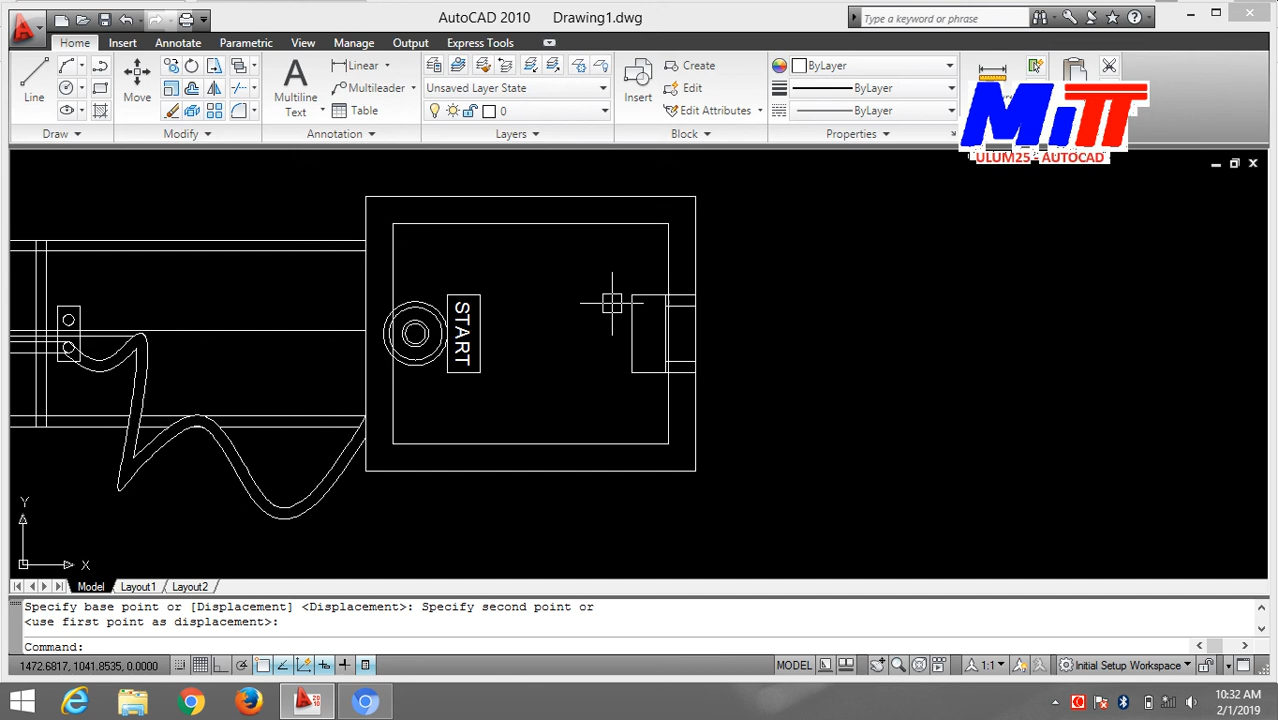 AutoCAD 2010 Drawing1.dwg
Type a keyword or phrase
Home Insert Annotate Parametric View Manage Output Express Tools
Line
Move
Multiline
Text
Linear
Multileader
Table
Unsaved Layer State
0
Insert
Create
Edit
Edit Attributes
ByLayer
ByLayer
ByLayer
Draw Modify Annotation Layers Block Properties
MiTT
ULUM25 - AUTOCAD
START
Y
X
Model Layout1 Layout2
Specify base point or [Displacement] <Displacement>: Specify second point or
<use first point as displacement>:
Command:
1472.6817, 1041.8535, 0.0000
MODEL
1:1
Initial Setup Workspace
10:32 AM
2/1/2019